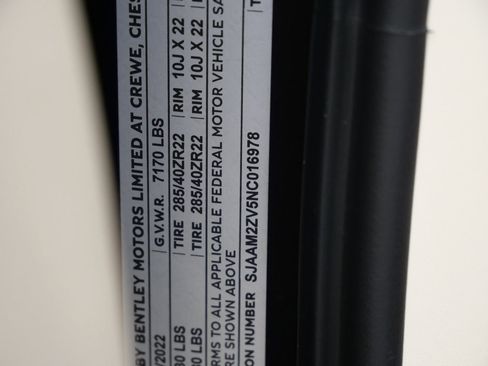 BY BENTLEY MOTORS LIMITED AT CREWE, CHES
/2022 G.V.W.R. 7170 LBS
30 LBS TIRE 285/40ZR22 RIM 10J X 22
30 LBS TIRE 285/40ZR22 RIM 10J X 22
RMS TO ALL APPLICABLE FEDERAL MOTOR VEHICLE SA
RE SHOWN ABOVE
ON NUMBER SJAAM2ZV5NC016978 T